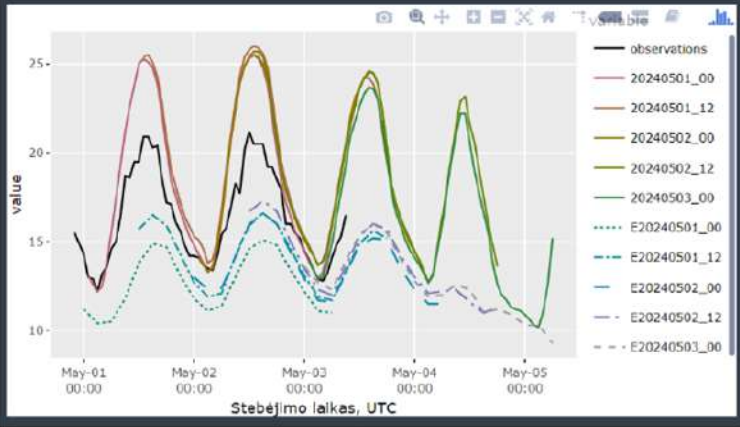 variable
25
20
15
10
value
observations
20240501_00
20240501_12
20240502_00
20240502_12
20240503_00
E20240501_00
E20240501_12
E20240502_00
E20240502_12
E20240503_00
May-01 May-02 May-03 May-04 May-05
00:00 00:00 00:00 00:00 00:00
Stebėjimo laikas, UTC